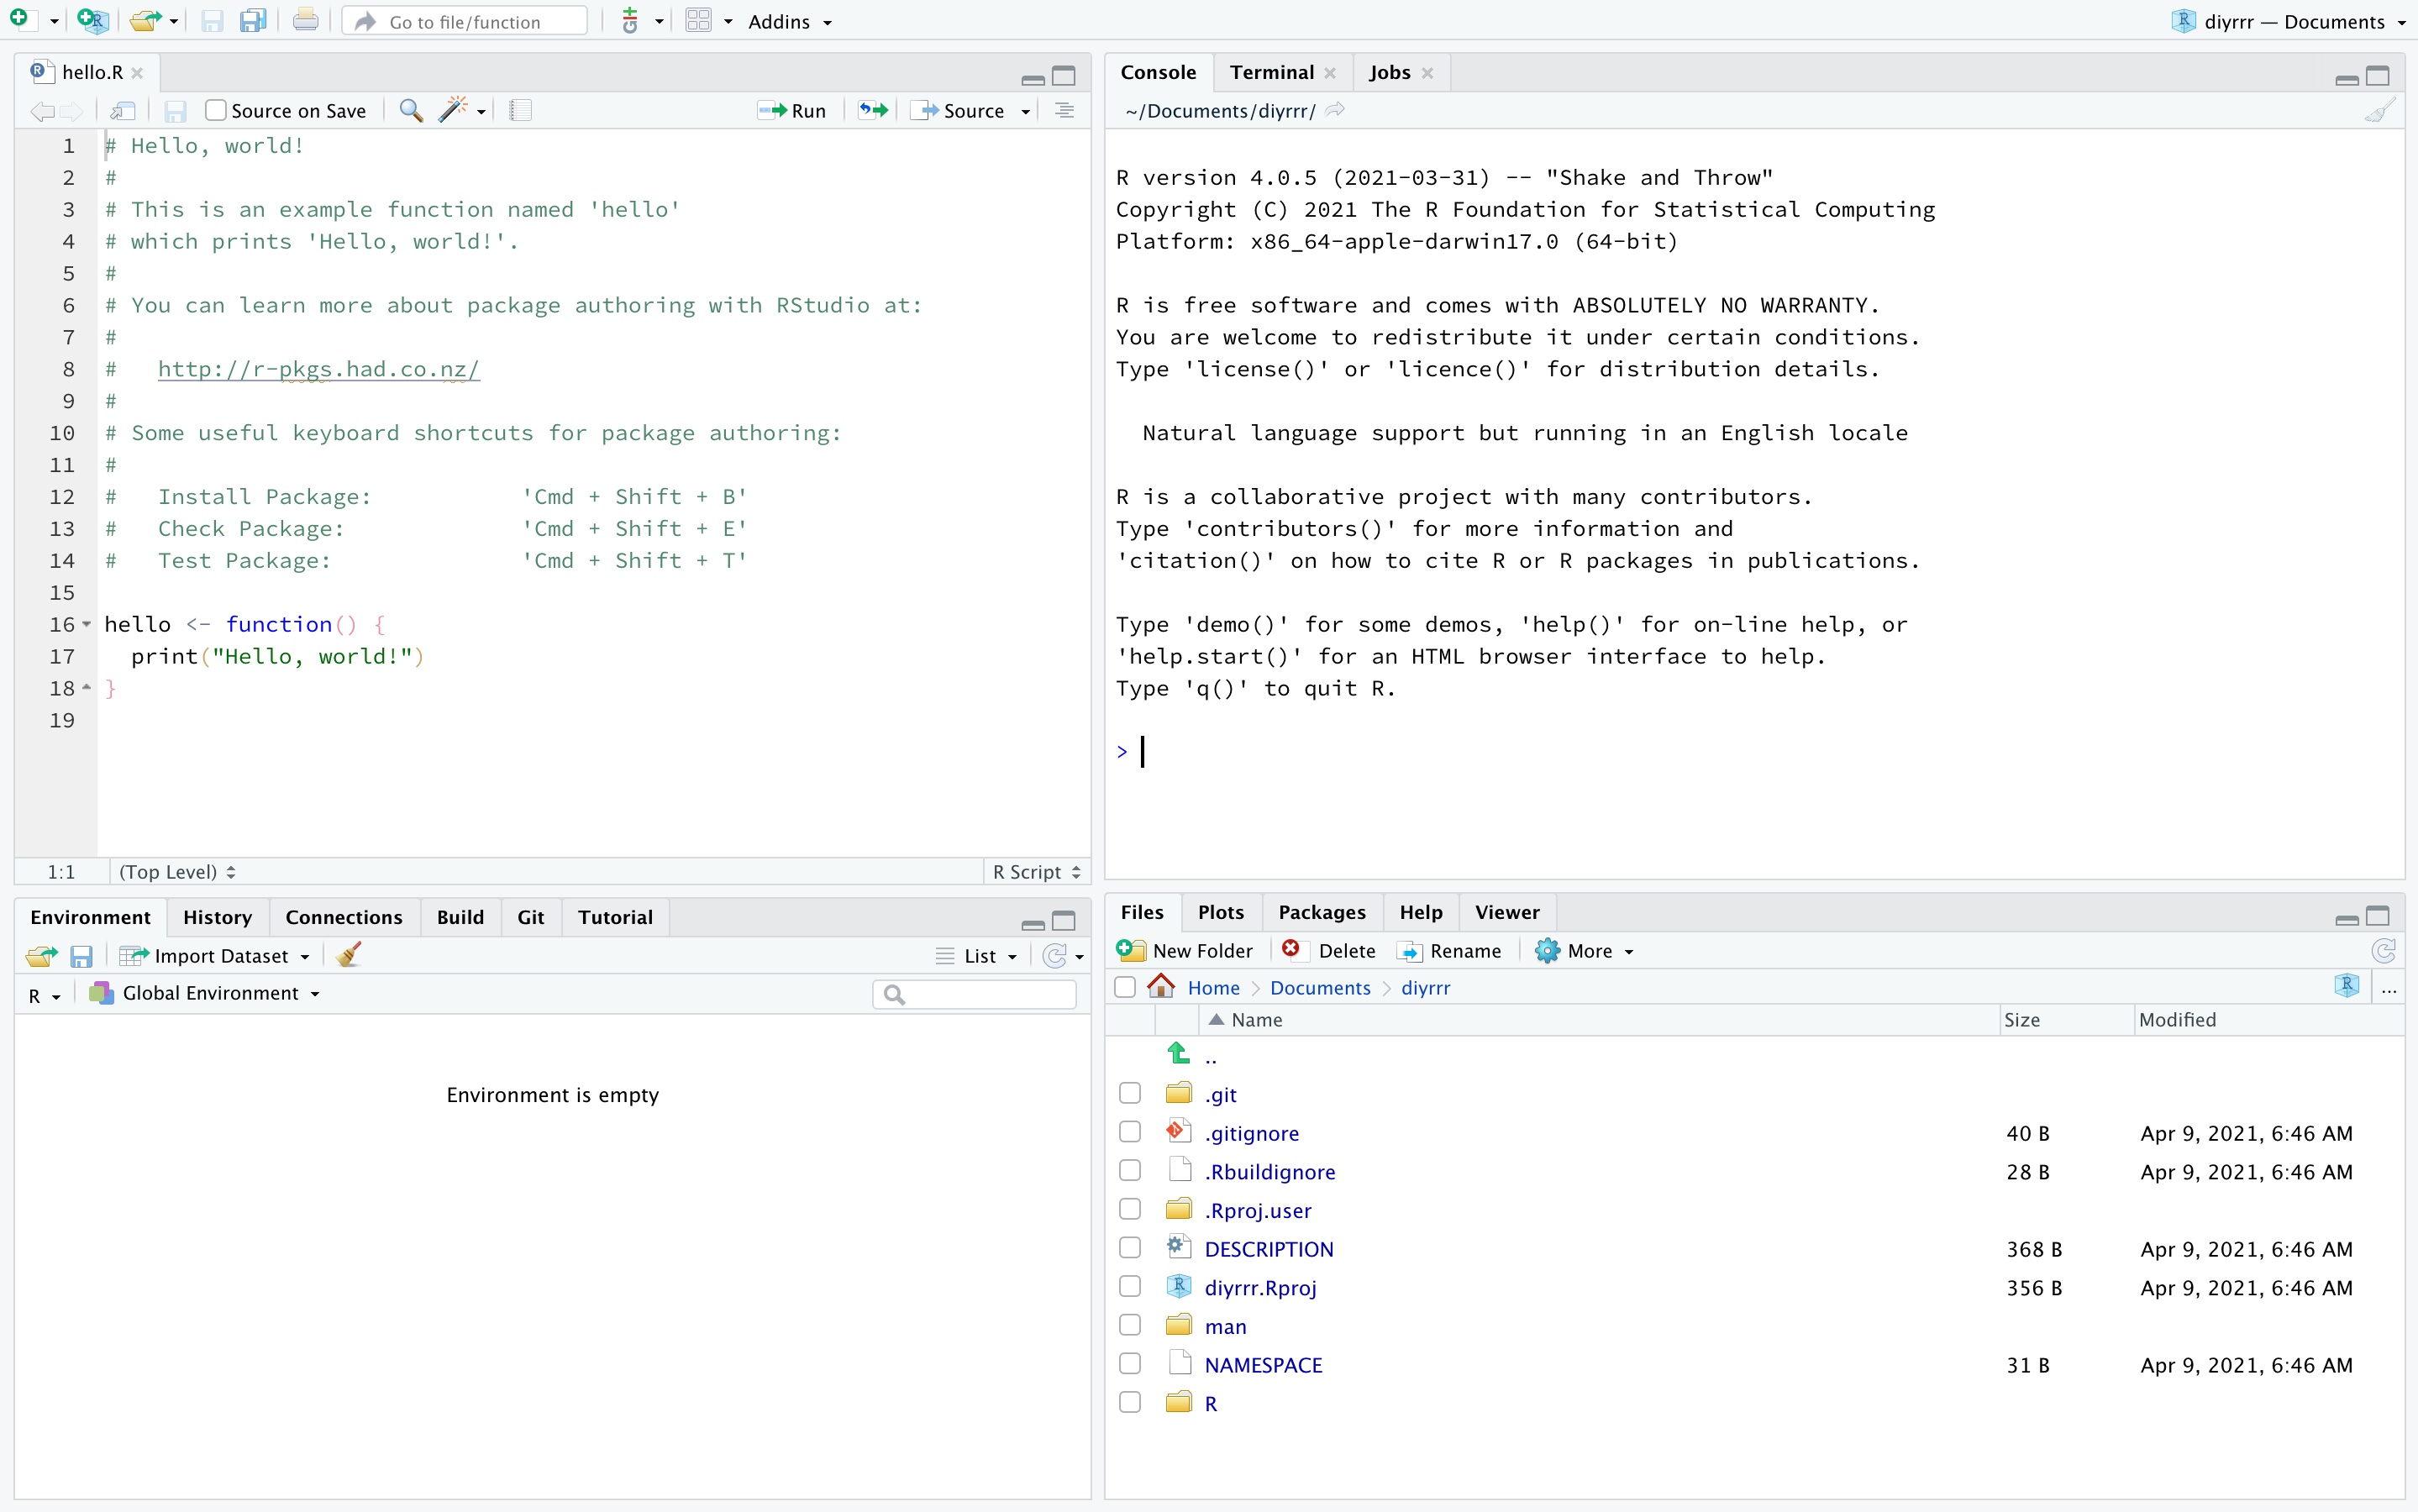 Go to file/function
Addins
diyrrr — Documents
hello.R
Source on Save
Run
Source
1 # Hello, world!
2 #
3 # This is an example function named 'hello'
4 # which prints 'Hello, world!'.
5 #
6 # You can learn more about package authoring with RStudio at:
7 #
8 #   http://r-pkgs.had.co.nz/
9 #
10 # Some useful keyboard shortcuts for package authoring:
11 #
12 #   Install Package:           'Cmd + Shift + B'
13 #   Check Package:             'Cmd + Shift + E'
14 #   Test Package:              'Cmd + Shift + T'
15
16 hello <- function() {
17   print("Hello, world!")
18 }
19
1:1 (Top Level) R Script
Console Terminal Jobs
~/Documents/diyrrr/
R version 4.0.5 (2021-03-31) -- "Shake and Throw"
Copyright (C) 2021 The R Foundation for Statistical Computing
Platform: x86_64-apple-darwin17.0 (64-bit)
R is free software and comes with ABSOLUTELY NO WARRANTY.
You are welcome to redistribute it under certain conditions.
Type 'license()' or 'licence()' for distribution details.
  Natural language support but running in an English locale
R is a collaborative project with many contributors.
Type 'contributors()' for more information and
'citation()' on how to cite R or R packages in publications.
Type 'demo()' for some demos, 'help()' for on-line help, or
'help.start()' for an HTML browser interface to help.
Type 'q()' to quit R.
>
Environment History Connections Build Git Tutorial
Import Dataset List
R Global Environment
Environment is empty
Files Plots Packages Help Viewer
New Folder Delete Rename More
Home Documents diyrrr ...
Name Size Modified
..
.git
.gitignore 40 B Apr 9, 2021, 6:46 AM
.Rbuildignore 28 B Apr 9, 2021, 6:46 AM
.Rproj.user
DESCRIPTION 368 B Apr 9, 2021, 6:46 AM
diyrrr.Rproj 356 B Apr 9, 2021, 6:46 AM
man
NAMESPACE 31 B Apr 9, 2021, 6:46 AM
R